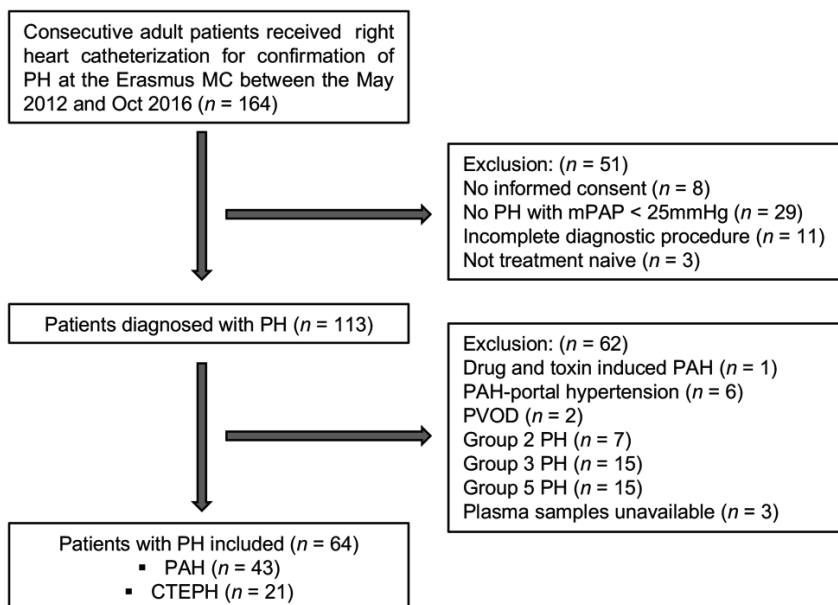 Consecutive adult patients received right
heart catheterization for confirmation of
PH at the Erasmus MC between the May
2012 and Oct 2016 (n = 164)
Exclusion: (n = 51)
No informed consent (n = 8)
No PH with mPAP < 25mmHg (n = 29)
Incomplete diagnostic procedure (n = 11)
Not treatment naive (n = 3)
Patients diagnosed with PH (n = 113)
Exclusion: (n = 62)
Drug and toxin induced PAH (n = 1)
PAH-portal hypertension (n = 6)
PVOD (n = 2)
Group 2 PH (n = 7)
Group 3 PH (n = 15)
Group 5 PH (n = 15)
Plasma samples unavailable (n = 3)
Patients with PH included (n = 64)
▪ PAH (n = 43)
▪ CTEPH (n = 21)